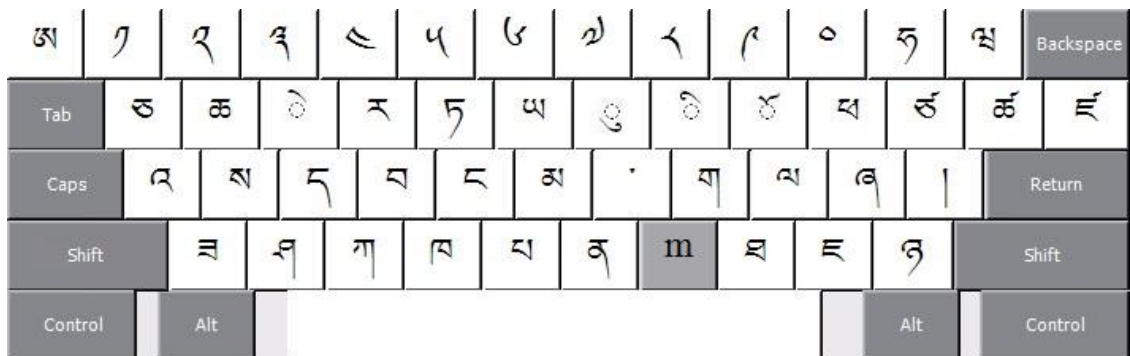 ཨ ༡ ༢ ༣ ༤ ༥ ༦ ༧ ༨ ༩ ༠ ཧ ཝ Backspace
Tab ཅ ཆ ◌ེ ར ཏ ཡ ◌ུ ◌ི ◌ོ ཕ ཙ ཚ ཛ
Caps འ ས ད བ ང མ ་ ག ལ ཞ ། Return
Shift ཟ ཤ ཀ ཁ པ ན m ཐ ཇ ཉ Shift
Control Alt Alt Control